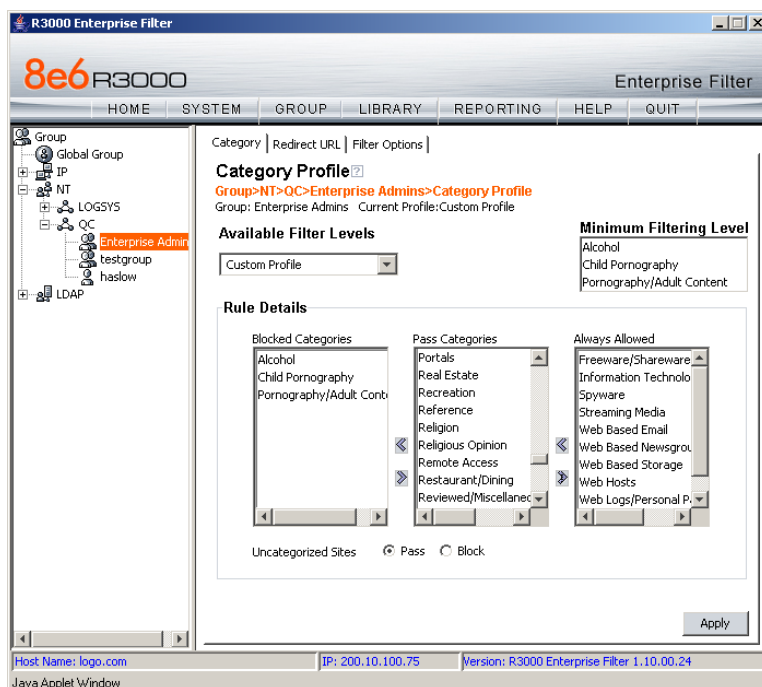 R3000 Enterprise Filter
8e6 R3000
Enterprise Filter
HOME SYSTEM GROUP LIBRARY REPORTING HELP QUIT
Group
Global Group
IP
NT
LOGSYS
QC
Enterprise Admin
testgroup
haslow
LDAP
Category
Redirect URL
Filter Options
Category Profile ?
Group>NT>QC>Enterprise Admins>Category Profile
Group: Enterprise Admins Current Profile:Custom Profile
Available Filter Levels
Custom Profile
Minimum Filtering Level
Alcohol
Child Pornography
Pornography/Adult Content
Rule Details
Blocked Categories
Alcohol
Child Pornography
Pornography/Adult Conte
Pass Categories
Portals
Real Estate
Recreation
Reference
Religion
Religious Opinion
Remote Access
Restaurant/Dining
Reviewed/Miscellaneo
Always Allowed
Freeware/Shareware
Information Technolo
Spyware
Streaming Media
Web Based Email
Web Based Newsgrou
Web Based Storage
Web Hosts
Web Logs/Personal P
Uncategorized Sites Pass Block
Apply
Host Name: logo.com
IP: 200.10.100.75
Version: R3000 Enterprise Filter 1.10.00.24
Java Applet Window